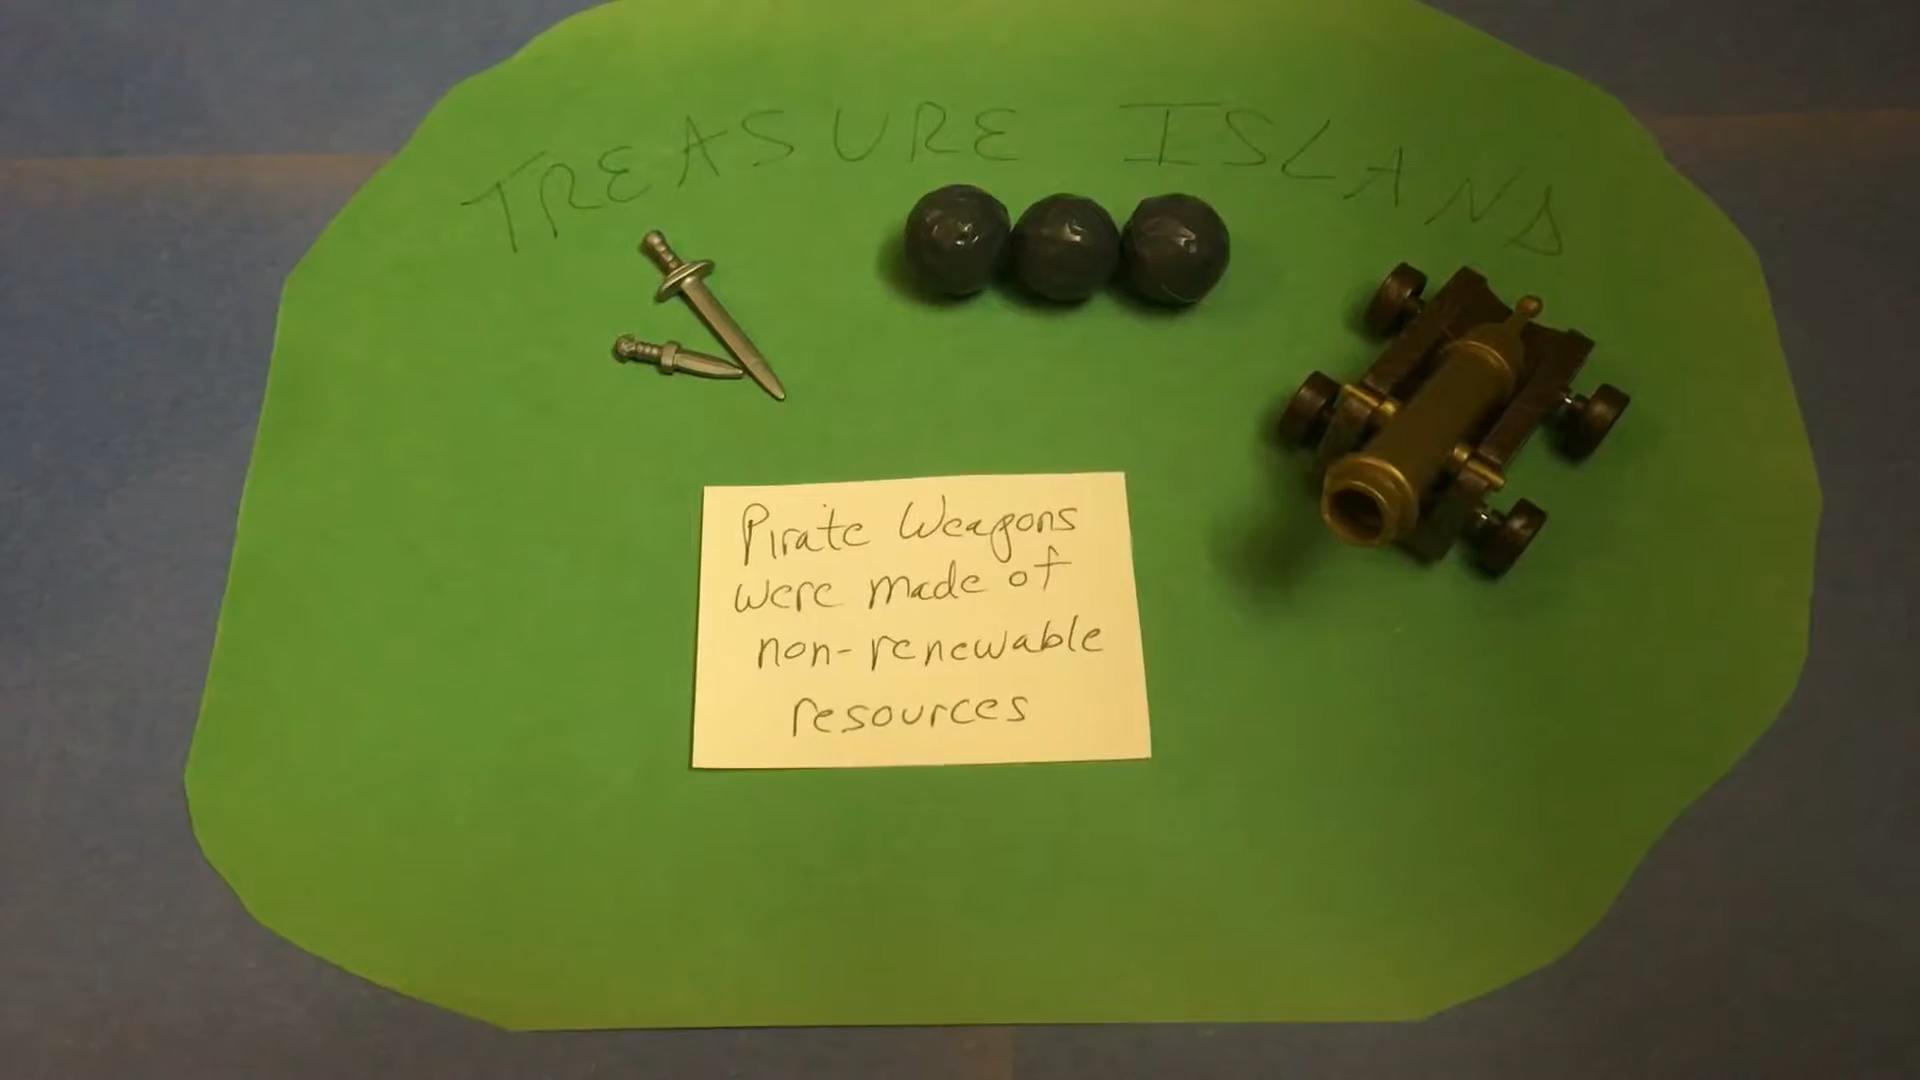 TREASURE ISLAND
Pirate Weapons
were made of
non-renewable
resources